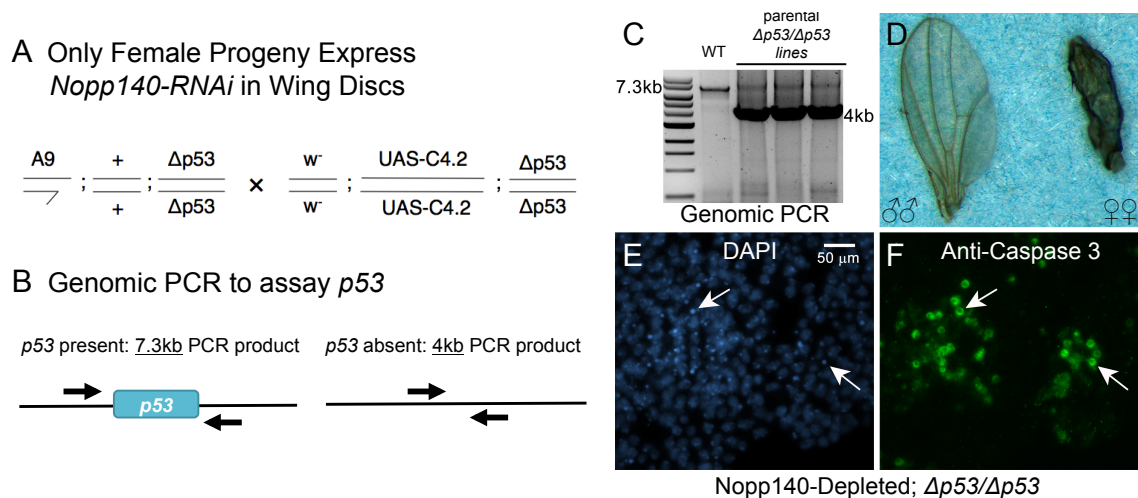 A Only Female Progeny Express
Nopp140-RNAi in Wing Discs
A9 + Δp53 w- UAS-C4.2 Δp53
; ; × ; ;
+ Δp53 w- UAS-C4.2 Δp53
B Genomic PCR to assay p53
p53 present: 7.3kb PCR product
p53 absent: 4kb PCR product
p53
C
parental
Δp53/Δp53
WT lines
7.3kb
4kb
Genomic PCR
D
♂♂ ♀♀
E DAPI
50 μm
F Anti-Caspase 3
Nopp140-Depleted; Δp53/Δp53